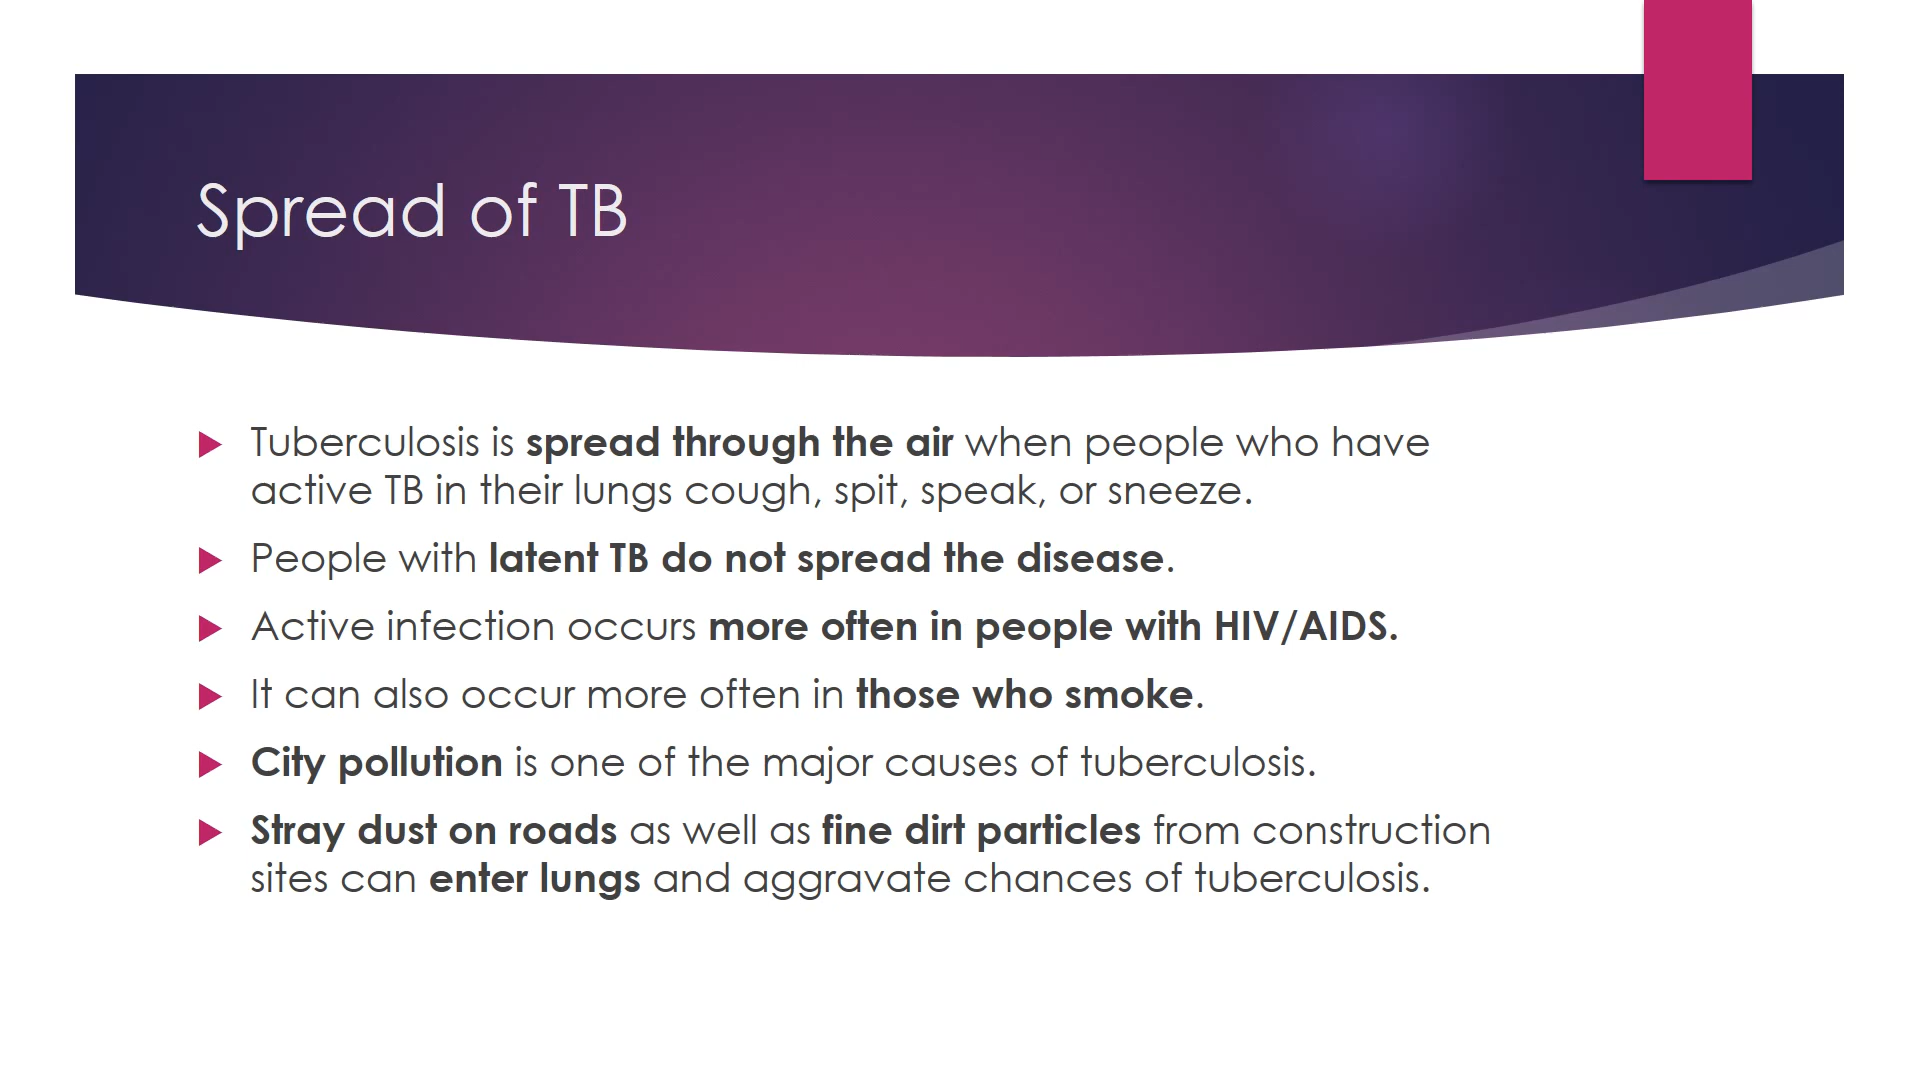 Spread of TB
Tuberculosis is spread through the air when people who have
active TB in their lungs cough, spit, speak, or sneeze.
People with latent TB do not spread the disease.
Active infection occurs more often in people with HIV/AIDS.
It can also occur more often in those who smoke.
City pollution is one of the major causes of tuberculosis.
Stray dust on roads as well as fine dirt particles from construction
sites can enter lungs and aggravate chances of tuberculosis.